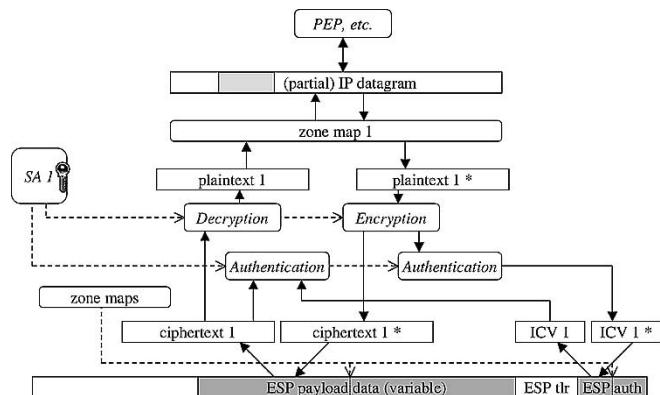 PEP, etc.
(partial) IP datagram
zone map 1
SA 1
plaintext 1
plaintext 1 *
Decryption
Encryption
Authentication
Authentication
zone maps
ciphertext 1
ciphertext 1 *
ICV 1
ICV 1 *
ESP payload data (variable)
ESP tlr
ESP auth